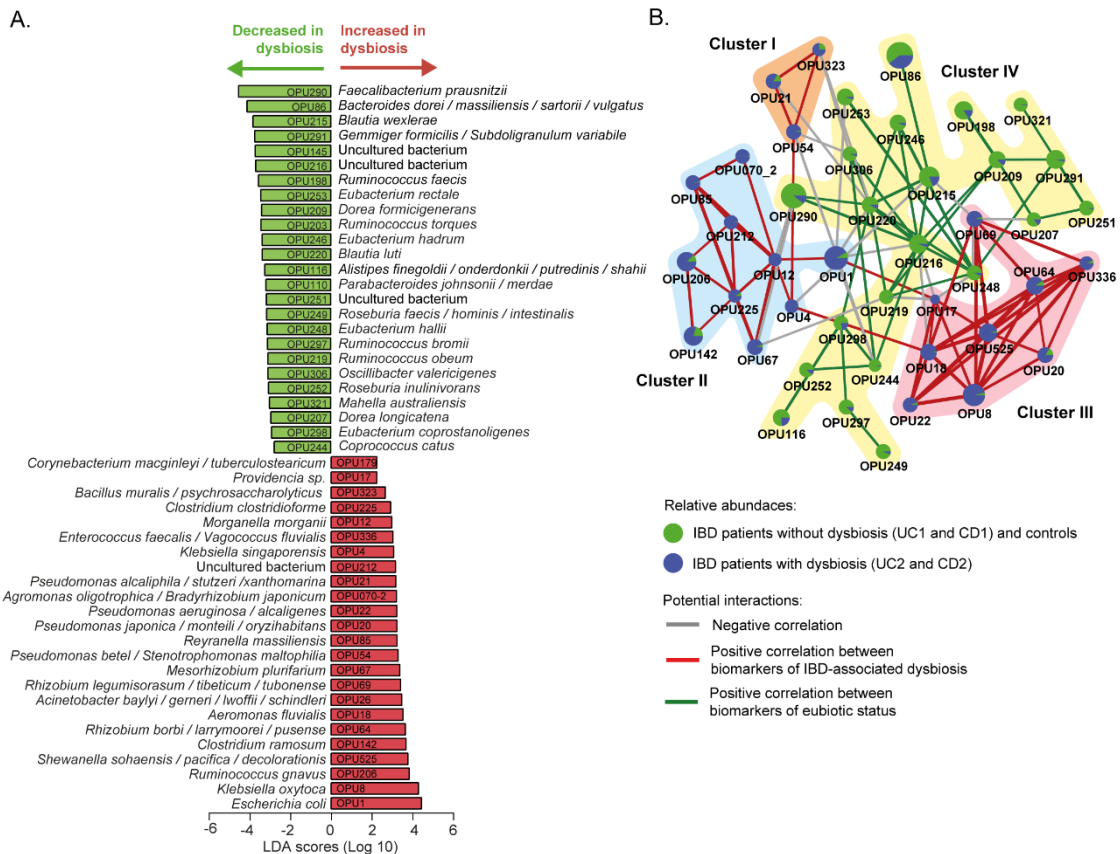 A.
Decreased in
dysbiosis
Increased in
dysbiosis
OPU290 Faecalibacterium prausnitzii
OPU86 Bacteroides dorei / massiliensis / sartorii / vulgatus
OPU215 Blautia wexlerae
OPU291 Gemmiger formicilis / Subdoligranulum variabile
OPU145 Uncultured bacterium
OPU216 Uncultured bacterium
OPU198 Ruminococcus faecis
OPU253 Eubacterium rectale
OPU209 Dorea formicigenerans
OPU203 Ruminococcus torques
OPU246 Eubacterium hadrum
OPU220 Blautia luti
OPU116 Alistipes finegoldii / onderdonkii / putredinis / shahii
OPU110 Parabacteroides johnsonii / merdae
OPU251 Uncultured bacterium
OPU249 Roseburia faecis / hominis / intestinalis
OPU248 Eubacterium hallii
OPU297 Ruminococcus bromii
OPU219 Ruminococcus obeum
OPU306 Oscillibacter valericigenes
OPU252 Roseburia inulinivorans
OPU321 Mahella australiensis
OPU207 Dorea longicatena
OPU298 Eubacterium coprostanoligenes
OPU244 Coprococcus catus
Corynebacterium macginleyi / tuberculostearicum OPU179
Providencia sp. OPU17
Bacillus muralis / psychrosaccharolyticus OPU323
Clostridium clostridioforme OPU225
Morganella morganii OPU12
Enterococcus faecalis / Vagococcus fluvialis OPU336
Klebsiella singaporensis OPU4
Uncultured bacterium OPU212
Pseudomonas alcaliphila / stutzeri /xanthomarina OPU21
Agromonas oligotrophica / Bradyrhizobium japonicum OPU070-2
Pseudomonas aeruginosa / alcaligenes OPU22
Pseudomonas japonica / monteili / oryzihabitans OPU20
Reyranella massiliensis OPU85
Pseudomonas betel / Stenotrophomonas maltophilia OPU54
Mesorhizobium plurifarium OPU67
Rhizobium legumisorasum / tibeticum / tubonense OPU69
Acinetobacter baylyi / gerneri / lwoffii / schindleri OPU26
Aeromonas fluvialis OPU18
Rhizobium borbi / larrymoorei / pusense OPU64
Clostridium ramosum OPU142
Shewanella sohaensis / pacifica / decolorationis OPU525
Ruminococcus gnavus OPU206
Klebsiella oxytoca OPU8
Escherichia coli OPU1
-6 -4 -2 0 2 4 6
LDA scores (Log 10)
B.
Cluster I
OPU323
OPU21
OPU54
OPU86
Cluster IV
OPU253
OPU246
OPU198
OPU321
OPU306
OPU209
OPU291
OPU070_2
OPU85
OPU290
OPU220
OPU215
OPU207
OPU251
OPU212
OPU69
OPU206
OPU12
OPU1
OPU216
OPU248
OPU64
OPU336
OPU225
OPU4
OPU219
OPU17
OPU142
OPU67
OPU298
OPU18
OPU525
OPU20
Cluster II
OPU252
OPU244
OPU22
OPU8
Cluster III
OPU116
OPU297
OPU249
Relative abundaces:
IBD patients without dysbiosis (UC1 and CD1) and controls
IBD patients with dysbiosis (UC2 and CD2)
Potential interactions:
Negative correlation
Positive correlation between
biomarkers of IBD-associated dysbiosis
Positive correlation between
biomarkers of eubiotic status